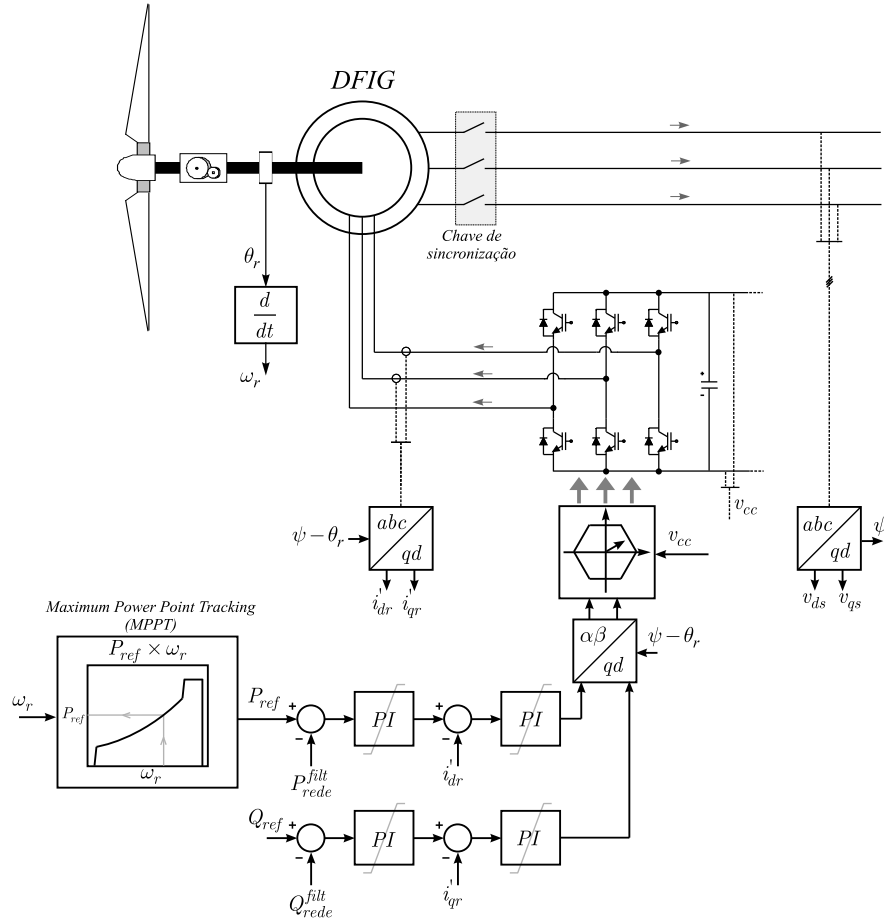 DFIG
Chave de
sincronização
θr
d
dt
ωr
+
-
vcc
ψ – θr
abc
qd
i'dr
i'qr
vcc
abc
qd
ψ
vds
vqs
αβ
qd
ψ – θr
Maximum Power Point Tracking
(MPPT)
Pref × ωr
ωr
Pref
ωr
Pref
+
−
PI
+
−
PI
P filt rede
i'dr
Qref
+
−
PI
+
−
PI
Q filt rede
i'qr